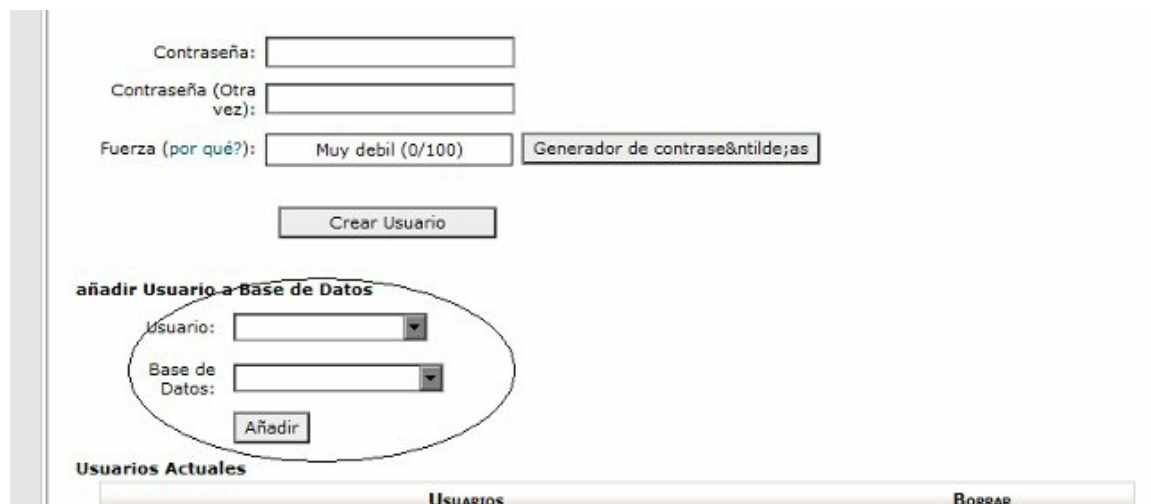 Contraseña:
Contraseña (Otra
vez):
Fuerza (por qué?): Muy debil (0/100) Generador de contrase&ntilde;as
Crear Usuario
añadir Usuario a Base de Datos
Usuario:
Base de
Datos:
Añadir
Usuarios Actuales
Usuarios Borrar